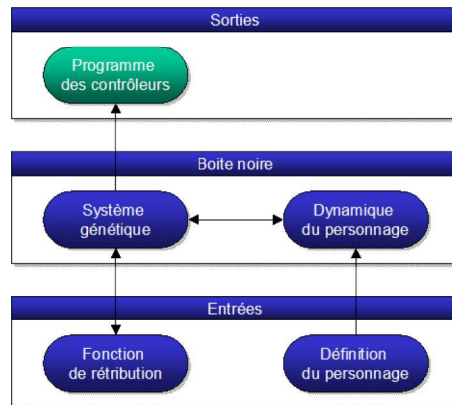 Sorties
Programme
des contrôleurs
Boite noire
Système
génétique
Dynamique
du personnage
Entrées
Fonction
de rétribution
Définition
du personnage